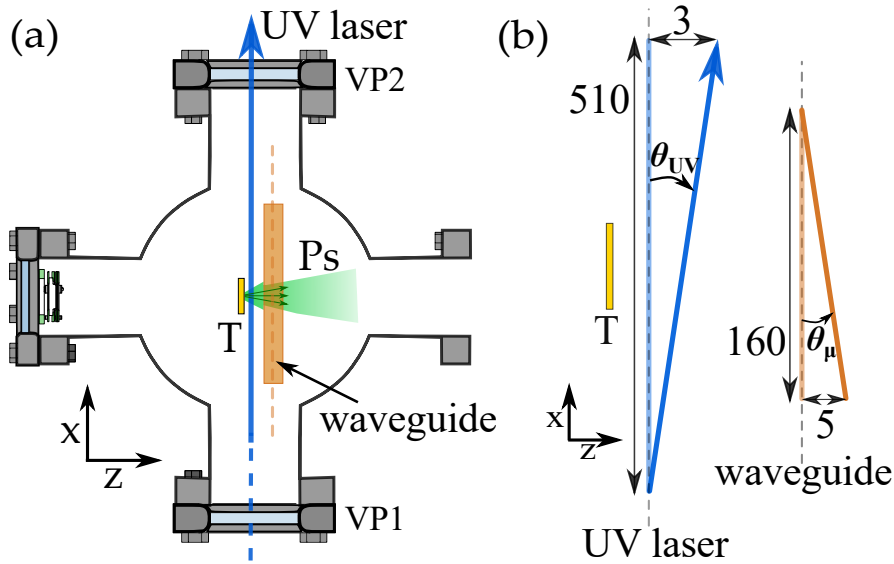 (a)
UV laser
VP2
Ps
T
waveguide
x
z
VP1
(b)
3
510
θUV
T
160
θμ
5
x
z
waveguide
UV laser